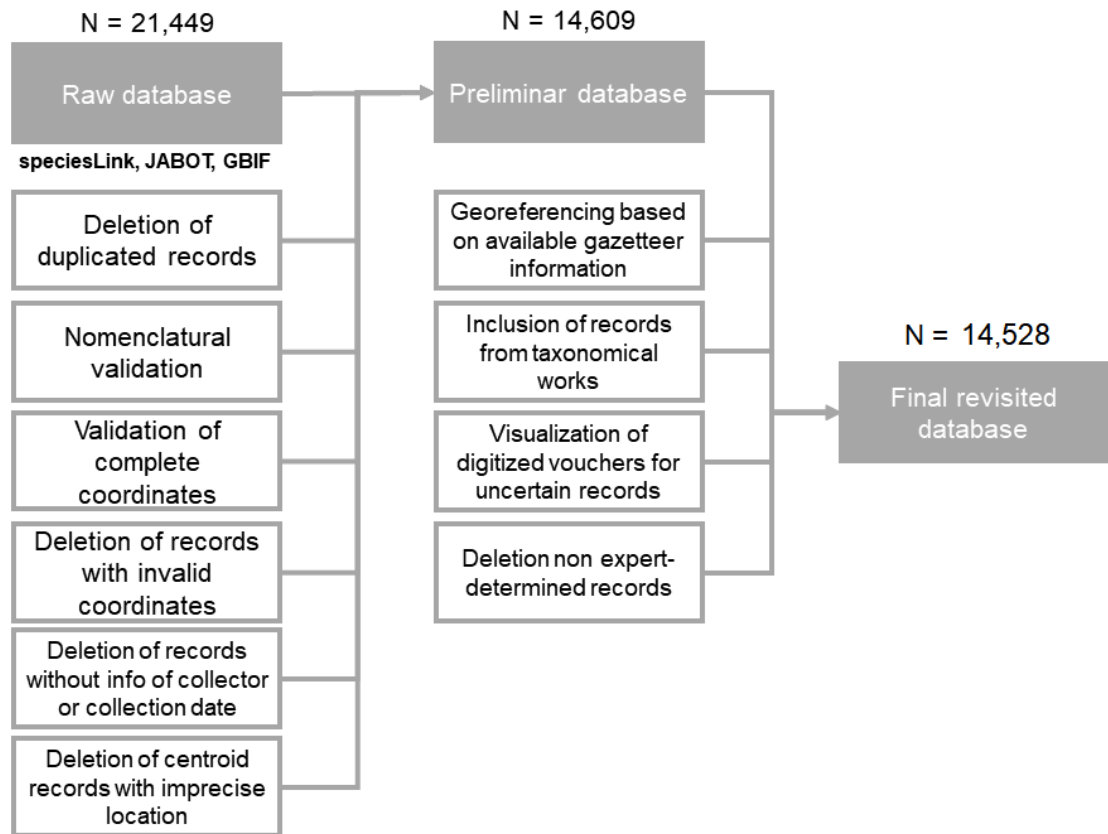 N = 21,449
Raw database
speciesLink, JABOT, GBIF
Deletion of
duplicated records
Nomenclatural
validation
Validation of
complete
coordinates
Deletion of records
with invalid
coordinates
Deletion of records
without info of collector
or collection date
Deletion of centroid
records with imprecise
location
N = 14,609
Preliminar database
Georeferencing based
on available gazetteer
information
Inclusion of records
from taxonomical
works
Visualization of
digitized vouchers for
uncertain records
Deletion non expert-
determined records
N = 14,528
Final revisited
database